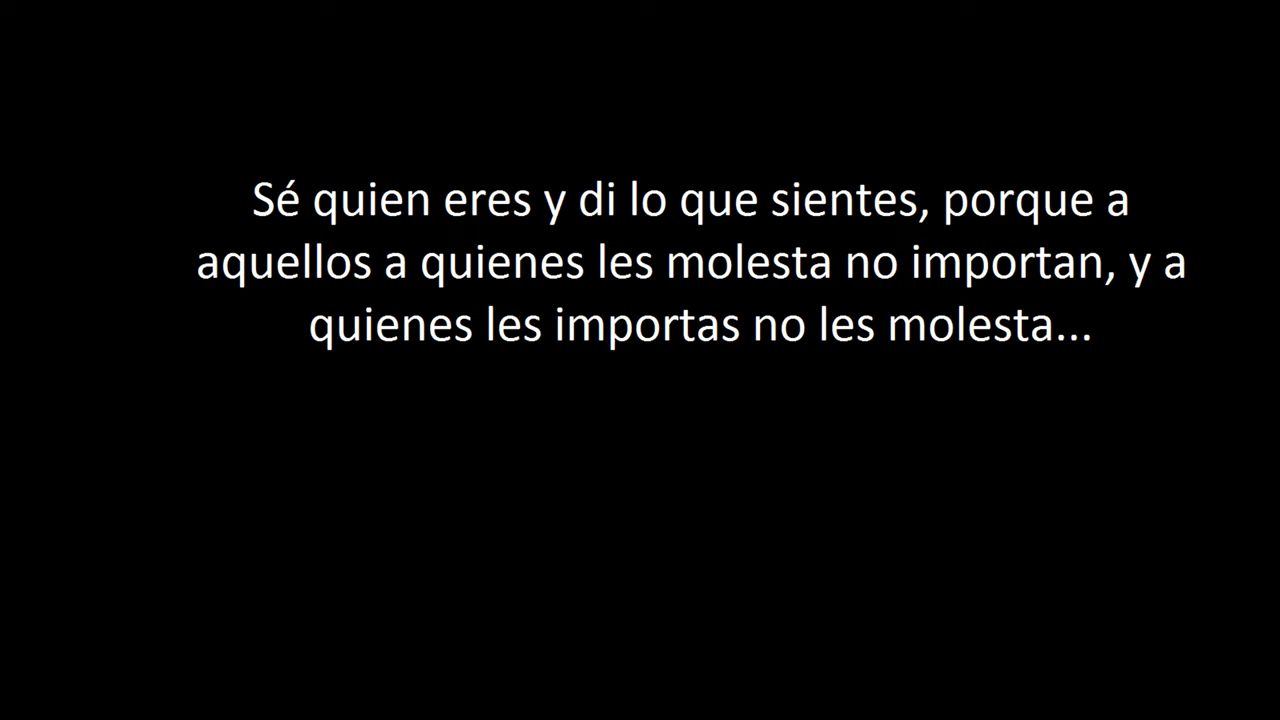 Sé quien eres y di lo que sientes, porque a
aquellos a quienes les molesta no importan, y a
quienes les importas no les molesta...